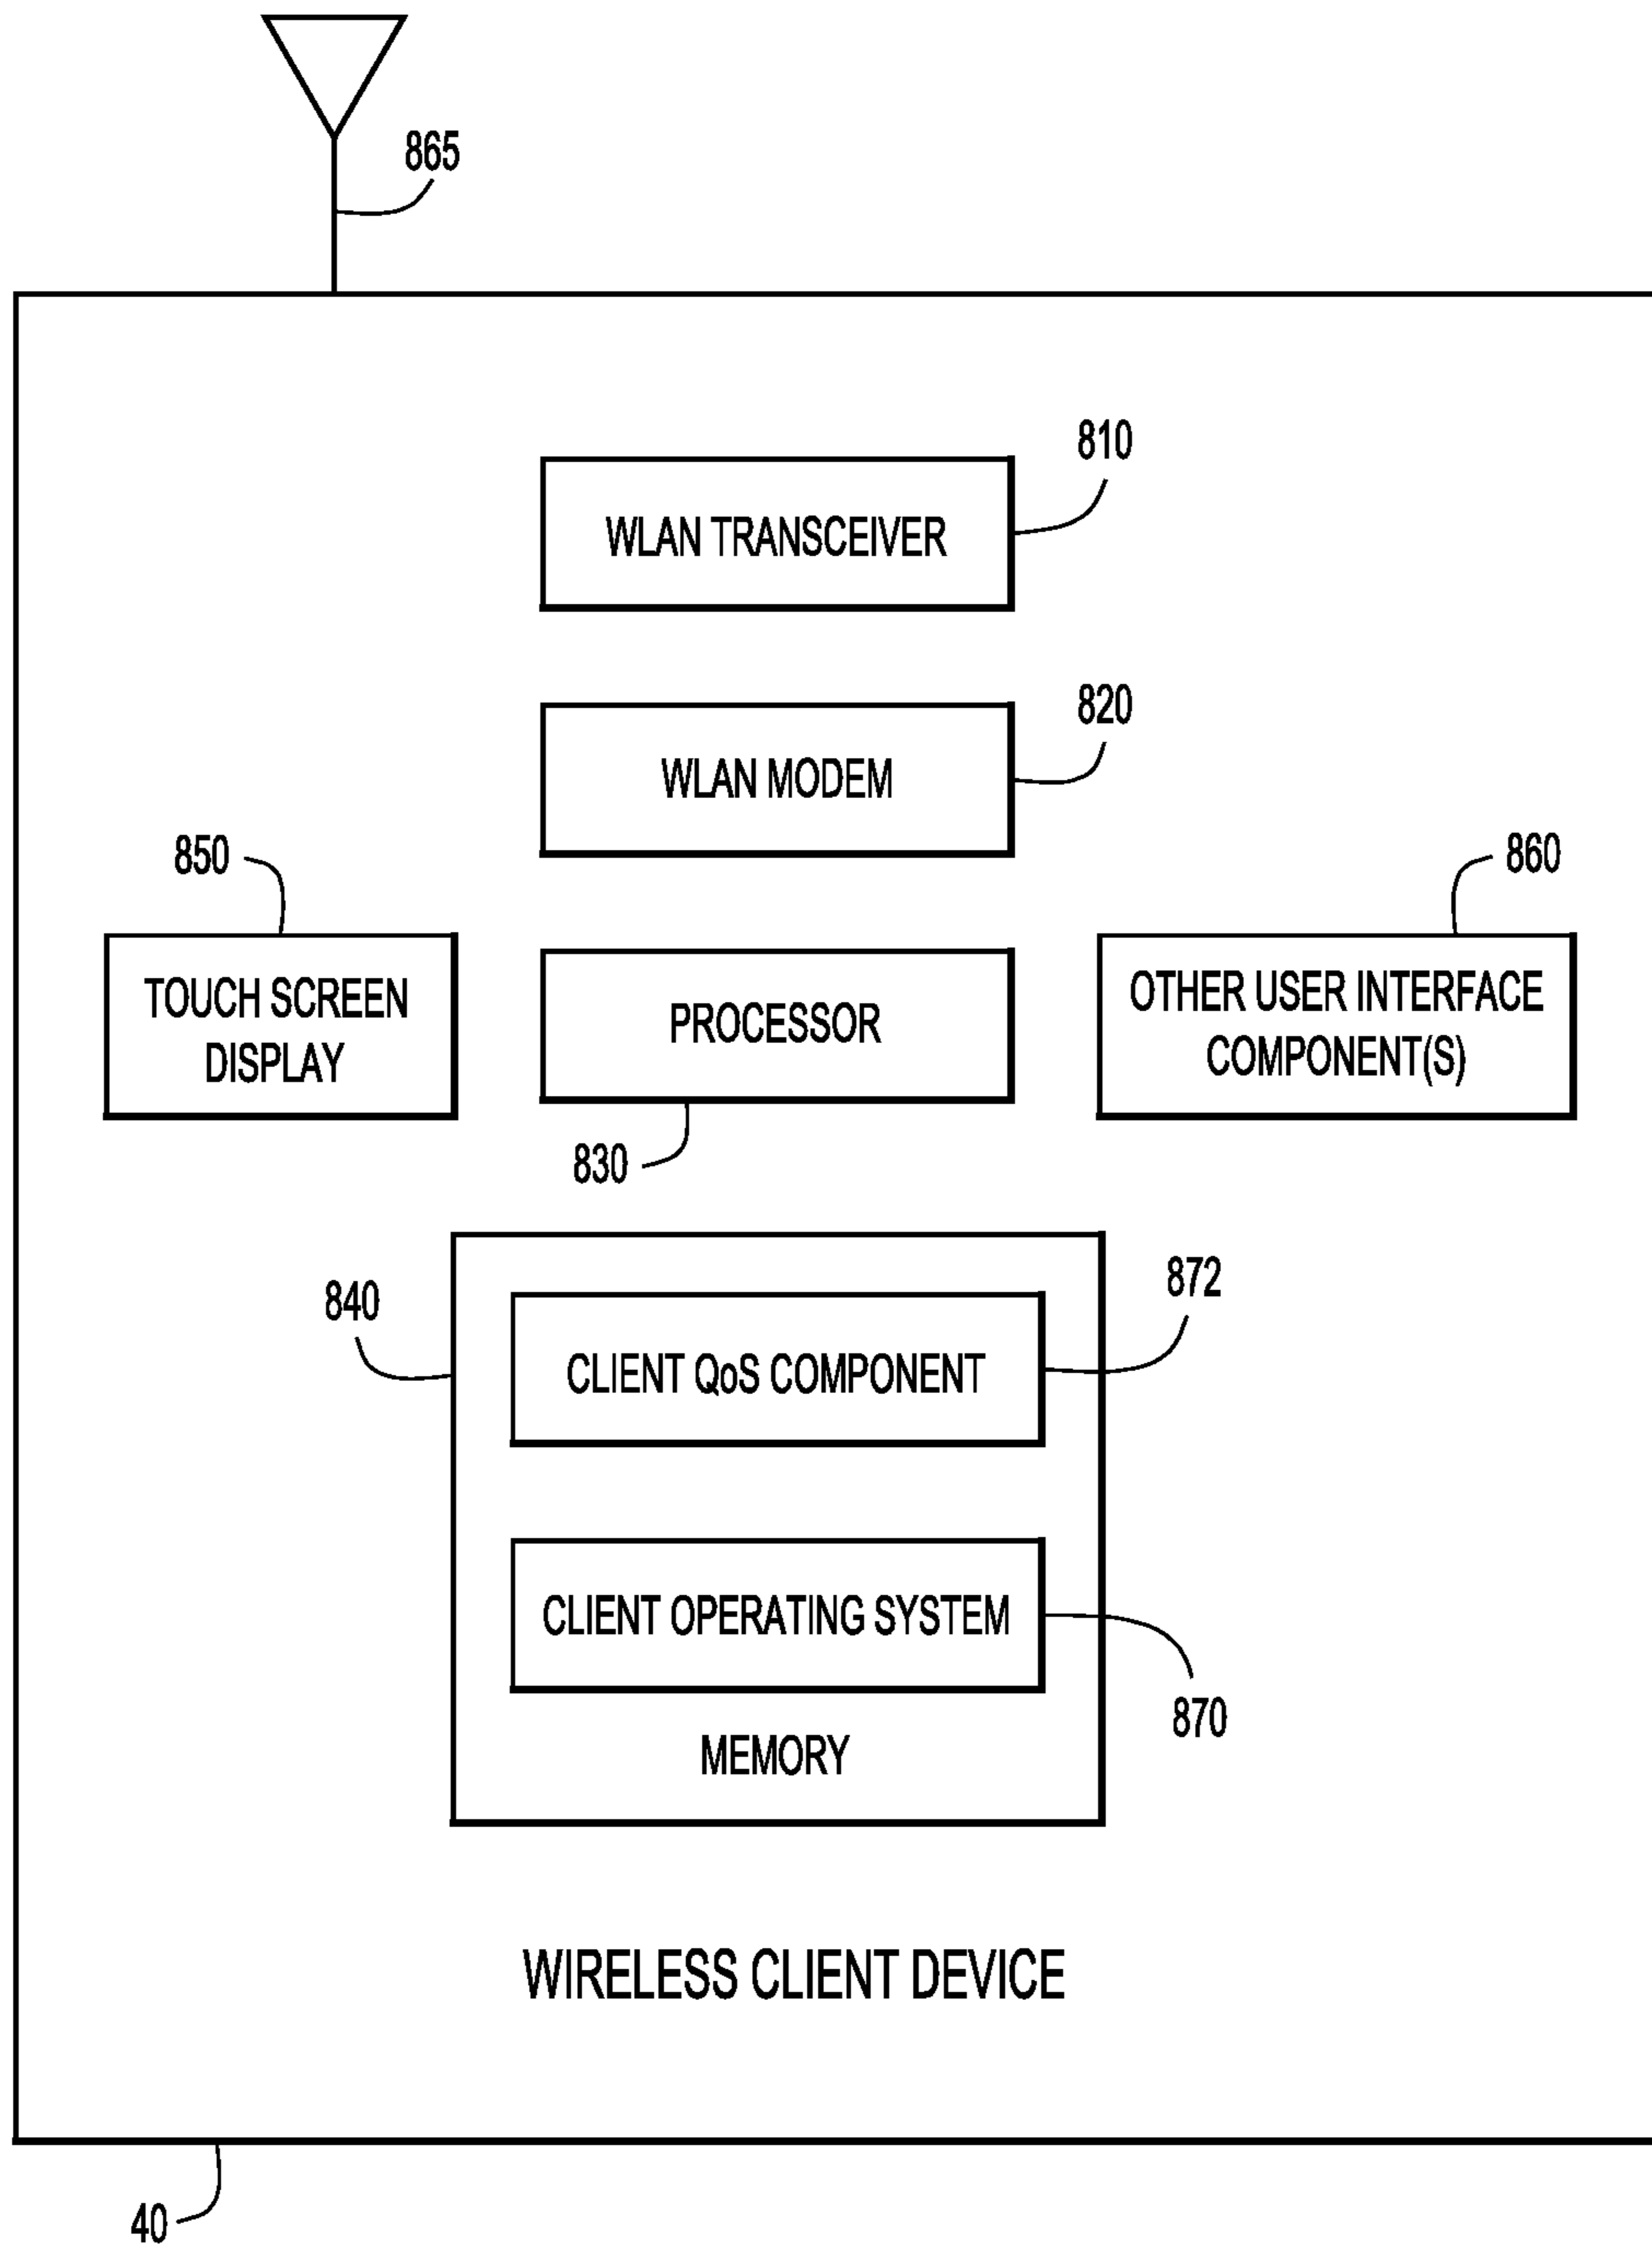 865
810
WLAN TRANSCEIVER
820
WLAN MODEM
850
860
TOUCH SCREEN
DISPLAY
PROCESSOR
OTHER USER INTERFACE
COMPONENT(S)
830
840
872
CLIENT QoS COMPONENT
CLIENT OPERATING SYSTEM
870
MEMORY
WIRELESS CLIENT DEVICE
40